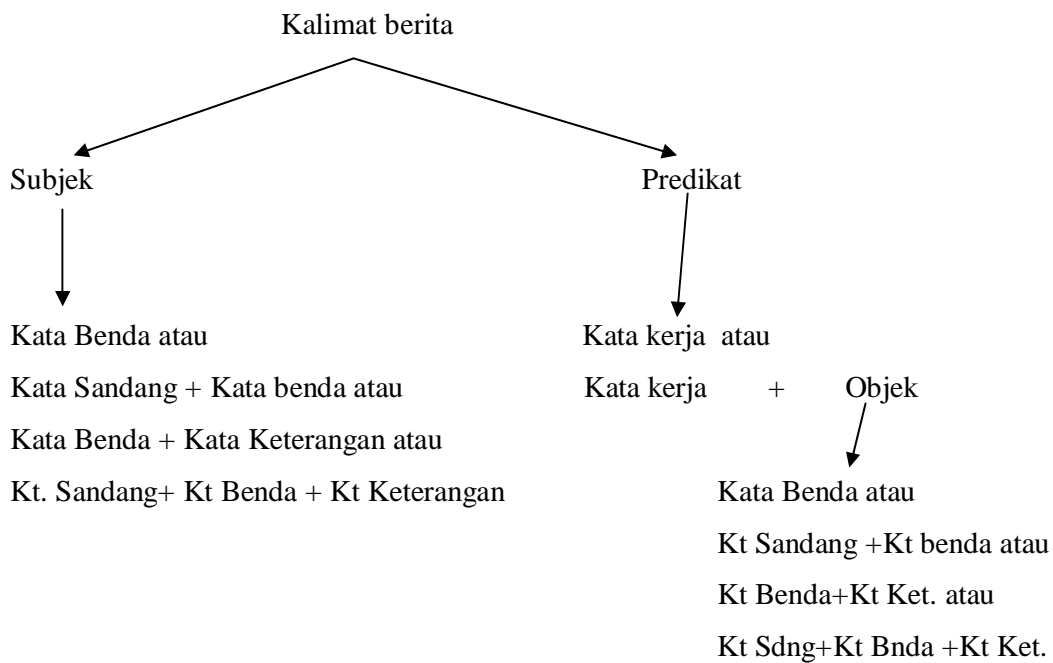 Kalimat berita
Subjek
Predikat
Kata Benda atau
Kata Sandang + Kata benda atau
Kata Benda + Kata Keterangan atau
Kt. Sandang+ Kt Benda + Kt Keterangan
Kata kerja atau
Kata kerja + Objek
Kata Benda atau
Kt Sandang +Kt benda atau
Kt Benda+Kt Ket. atau
Kt Sdng+Kt Bnda +Kt Ket.